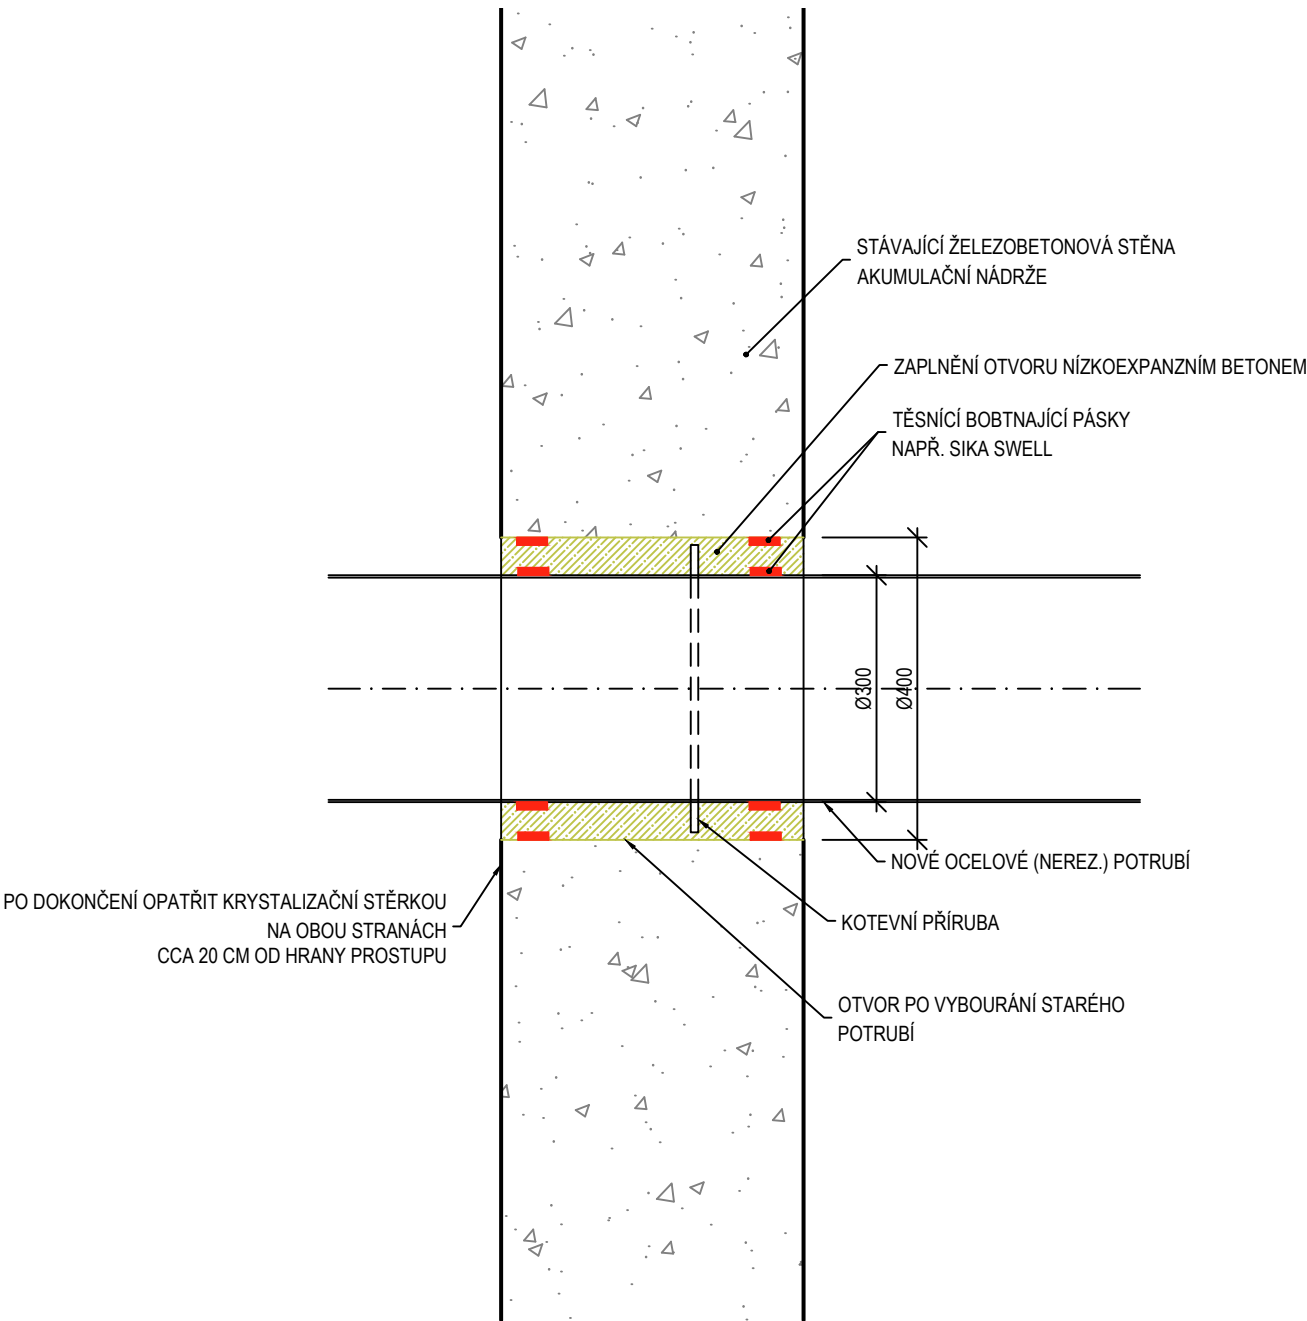 STÁVAJÍCÍ ŽELEZOBETONOVÁ STĚNA
AKUMULAČNÍ NÁDRŽE
ZAPLNĚNÍ OTVORU NÍZKOEXPANZNÍM BETONEM
TĚSNÍCÍ BOBTNAJÍCÍ PÁSKY
NAPŘ. SIKA SWELL
Ø300
Ø400
NOVÉ OCELOVÉ (NEREZ.) POTRUBÍ
PO DOKONČENÍ OPATŘIT KRYSTALIZAČNÍ STĚRKOU
NA OBOU STRANÁCH
CCA 20 CM OD HRANY PROSTUPU
KOTEVNÍ PŘÍRUBA
OTVOR PO VYBOURÁNÍ STARÉHO
POTRUBÍ